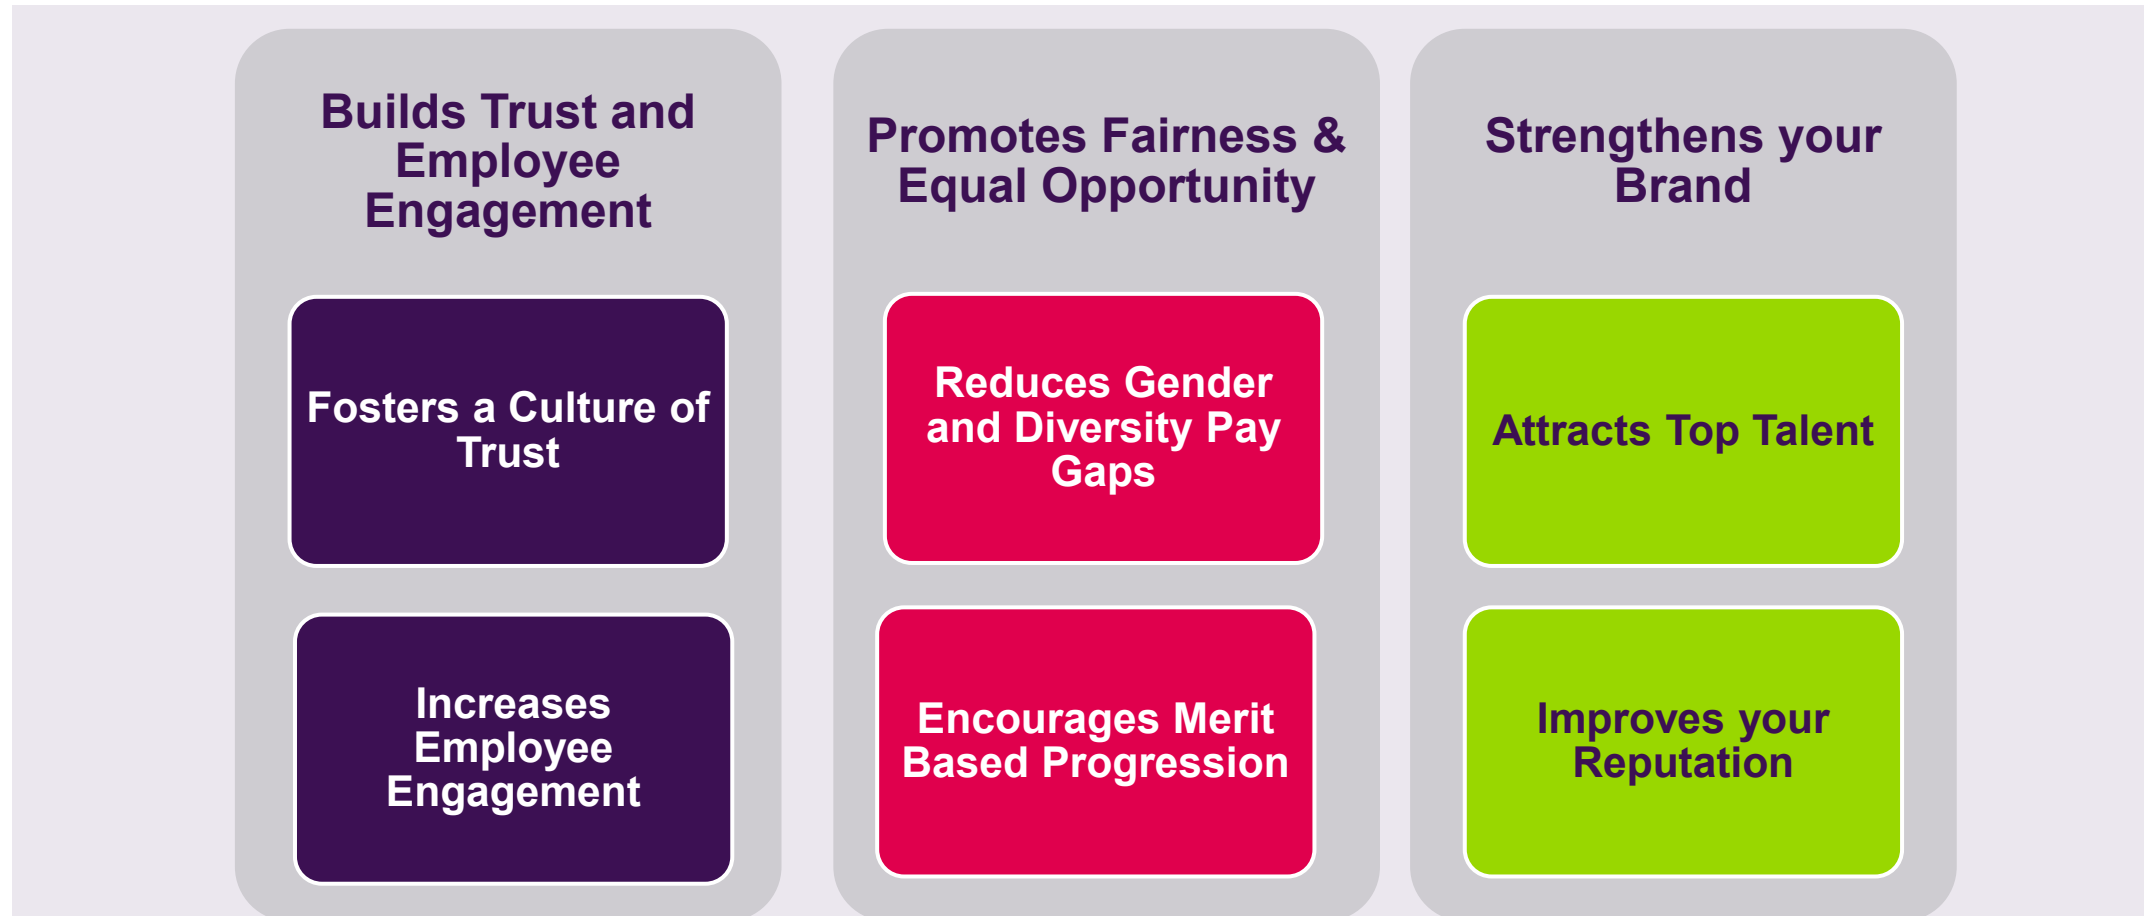 Builds Trust and
Employee
Engagement
Fosters a Culture of
Trust
Increases
Employee
Engagement
Promotes Fairness &
Equal Opportunity
Reduces Gender
and Diversity Pay
Gaps
Encourages Merit
Based Progression
Strengthens your
Brand
Attracts Top Talent
Improves your
Reputation